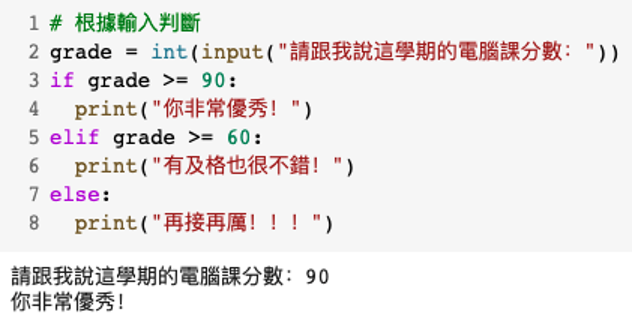 1 # 根據輸入判斷
2 grade = int(input("請跟我說這學期的電腦課分數："))
3 if grade >= 90:
4   print("你非常優秀！")
5 elif grade >= 60:
6   print("有及格也很不錯！")
7 else:
8   print("再接再厲！！！")
請跟我說這學期的電腦課分數：90
你非常優秀！